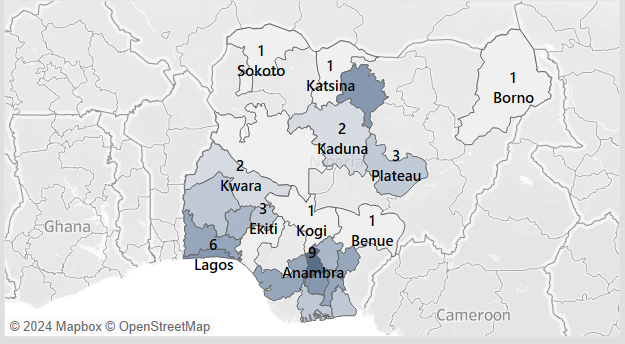 1
Sokoto
1
Katsina
1
Borno
2
Kaduna
Nigeria
3
Plateau
2
Kwara
3
Ekiti
1
Kogi
1
Benue
Ghana
6
Lagos
9
Anambra
Cameroon
© 2024 Mapbox © OpenStreetMap